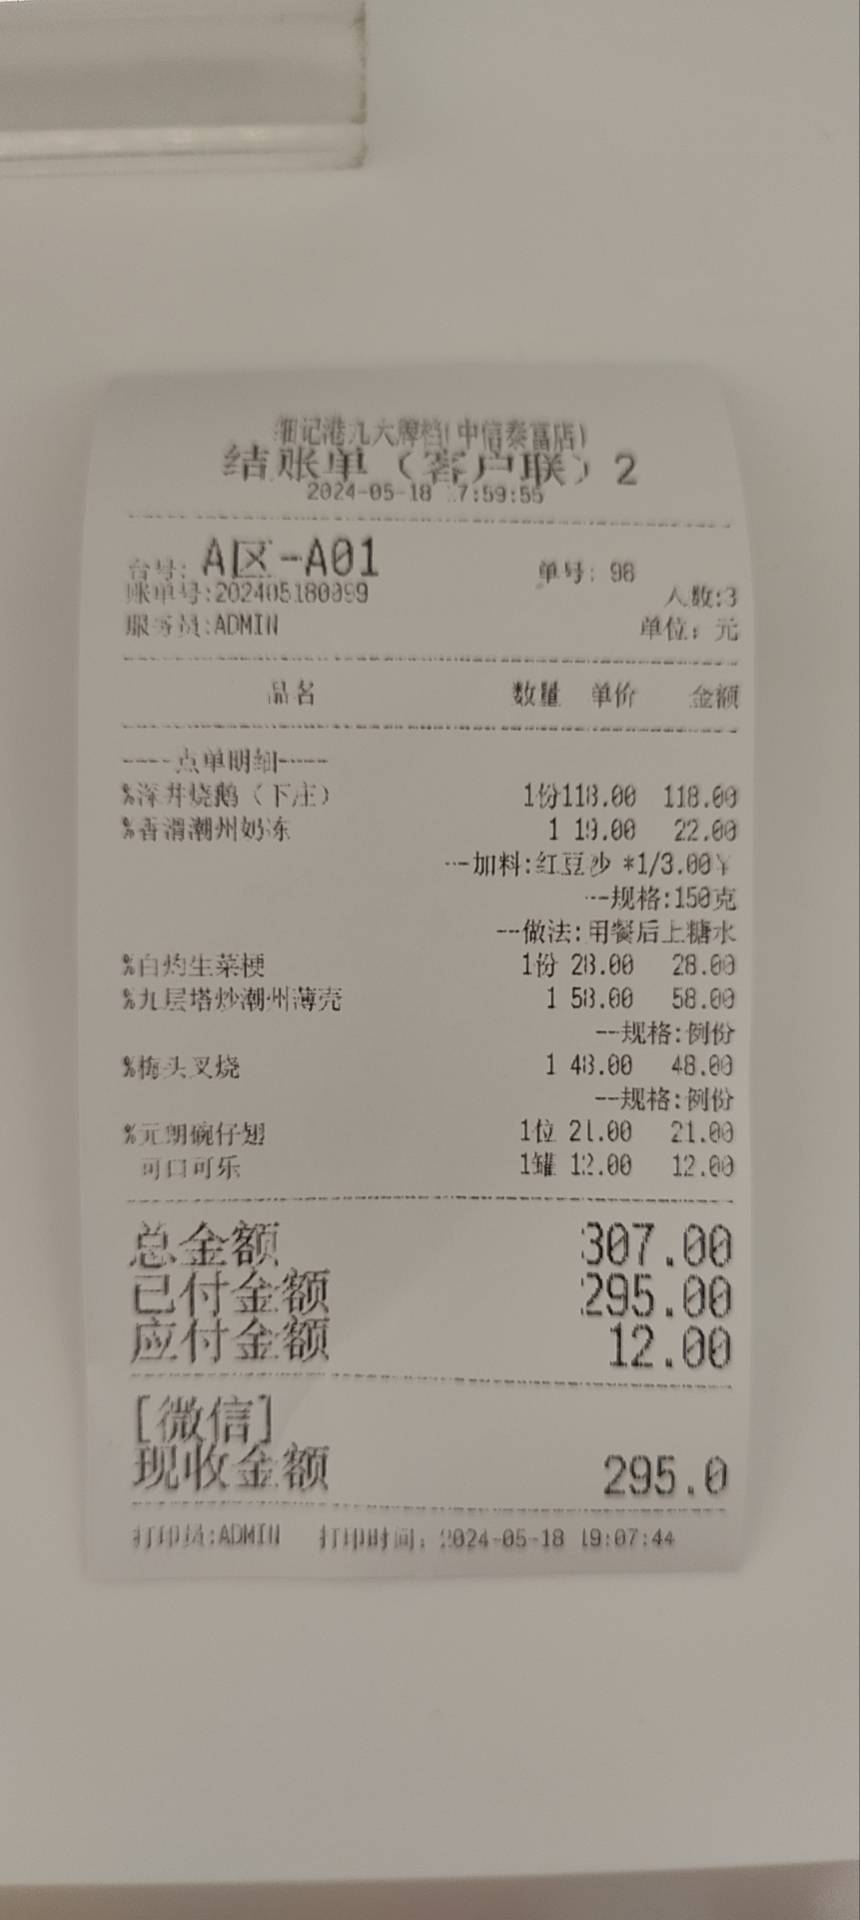 细记港九大牌档(中信泰富店)
结账单（客户联）2
2024-05-18 17:59:55
台号: A区-A01 单号: 98
账单号:202405180099 人数:3
服务员:ADMIN 单位: 元
品名 数量 单价 金额
----点单明细----
%深井烧鹅（下庄） 1份118.00 118.00
%香滑潮州奶冻 1 19.00 22.00
--加料:红豆沙 *1/3.00¥
--规格:150克
--做法:用餐后上糖水
%白灼生菜梗 1份 28.00 28.00
%九层塔炒潮州薄壳 1 58.00 58.00
--规格:例份
%梅头叉烧 1 48.00 48.00
--规格:例份
%元朗碗仔翅 1位 21.00 21.00
可口可乐 1罐 12.00 12.00
总金额 307.00
已付金额 295.00
应付金额 12.00
[微信]
现收金额 295.0
打印员:ADMIN 打印时间: 2024-05-18 19:07:44